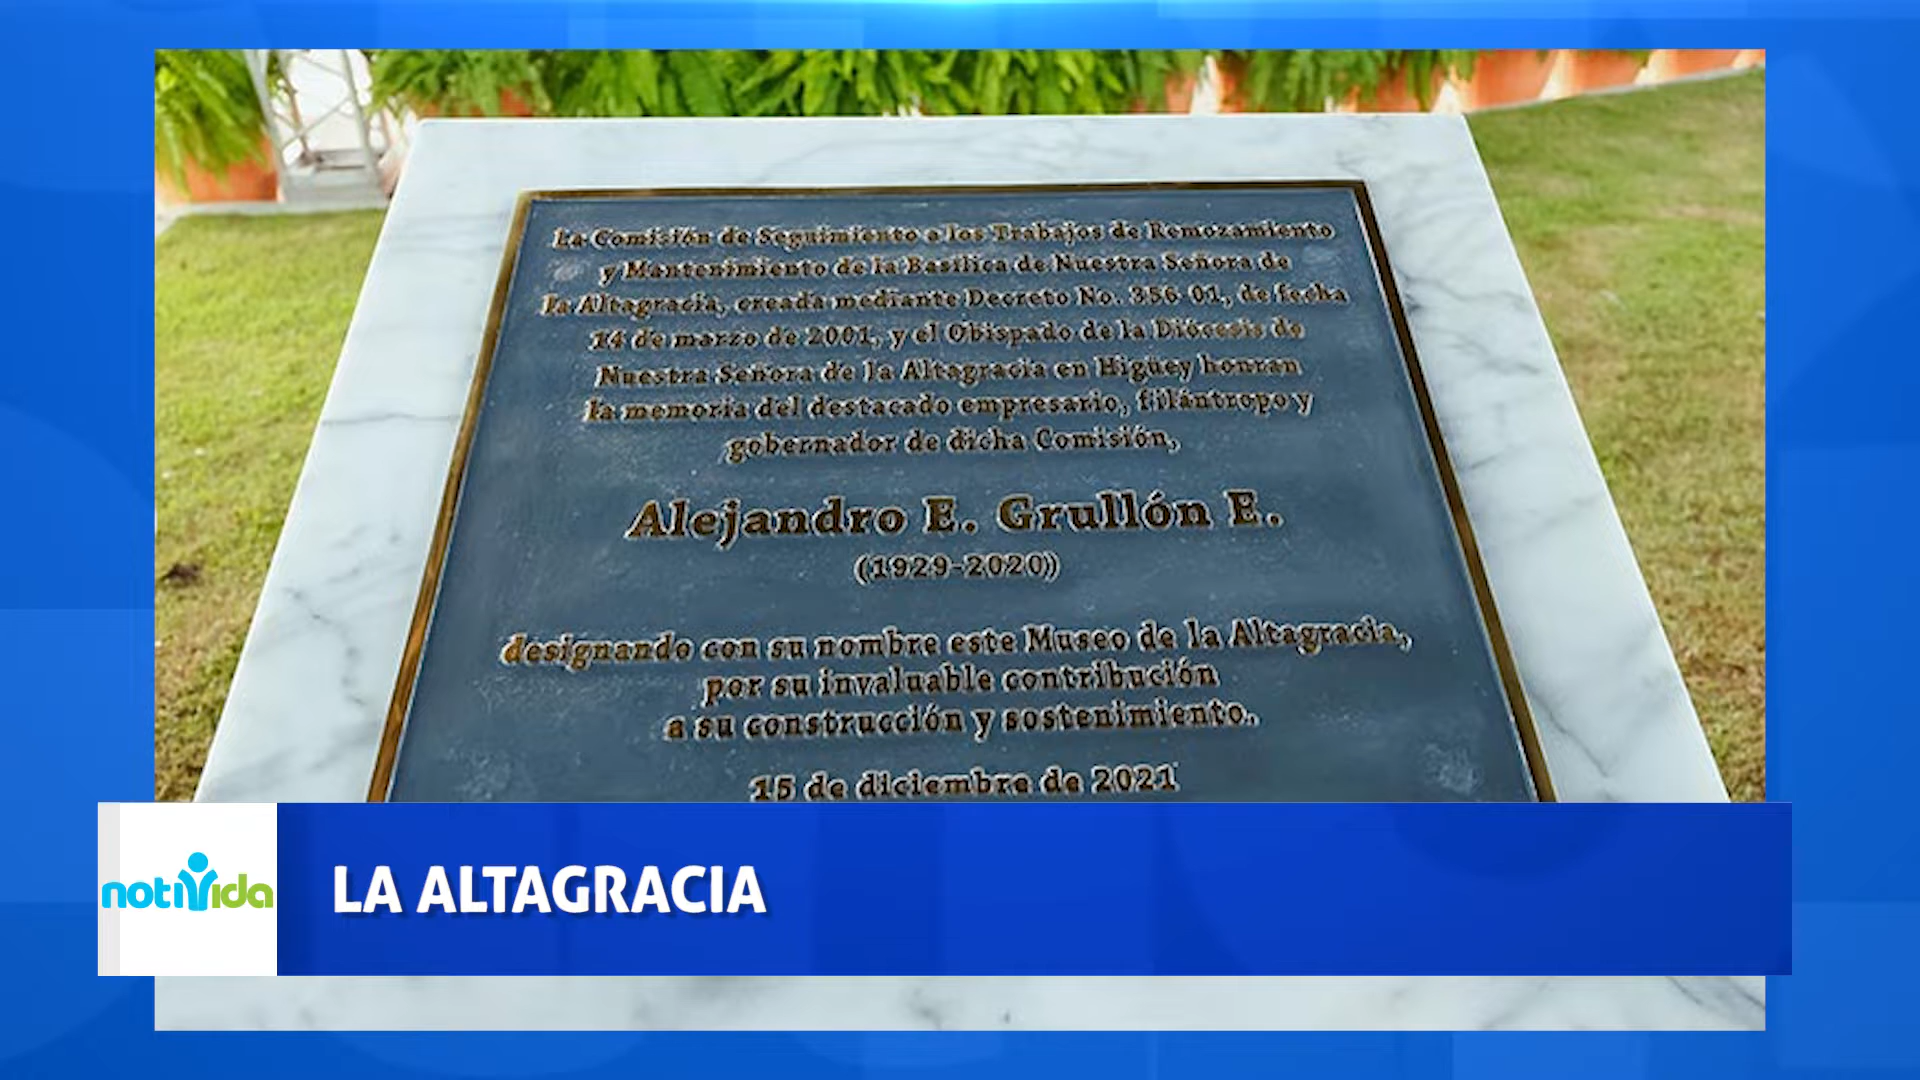 La Comisión de Seguimiento a los Trabajos de Remozamiento
y Mantenimiento de la Basílica de Nuestra Señora de
la Altagracia, creada mediante Decreto No. 356-01, de fecha
14 de marzo de 2001, y el Obispado de la Diócesis de
Nuestra Señora de la Altagracia en Higüey honran
la memoria del destacado empresario, filántropo y
gobernador de dicha Comisión,
Alejandro E. Grullón E.
(1929-2020)
designando con su nombre este Museo de la Altagracia,
por su invaluable contribución
a su construcción y sostenimiento.
15 de diciembre de 2021
notiVida
LA ALTAGRACIA